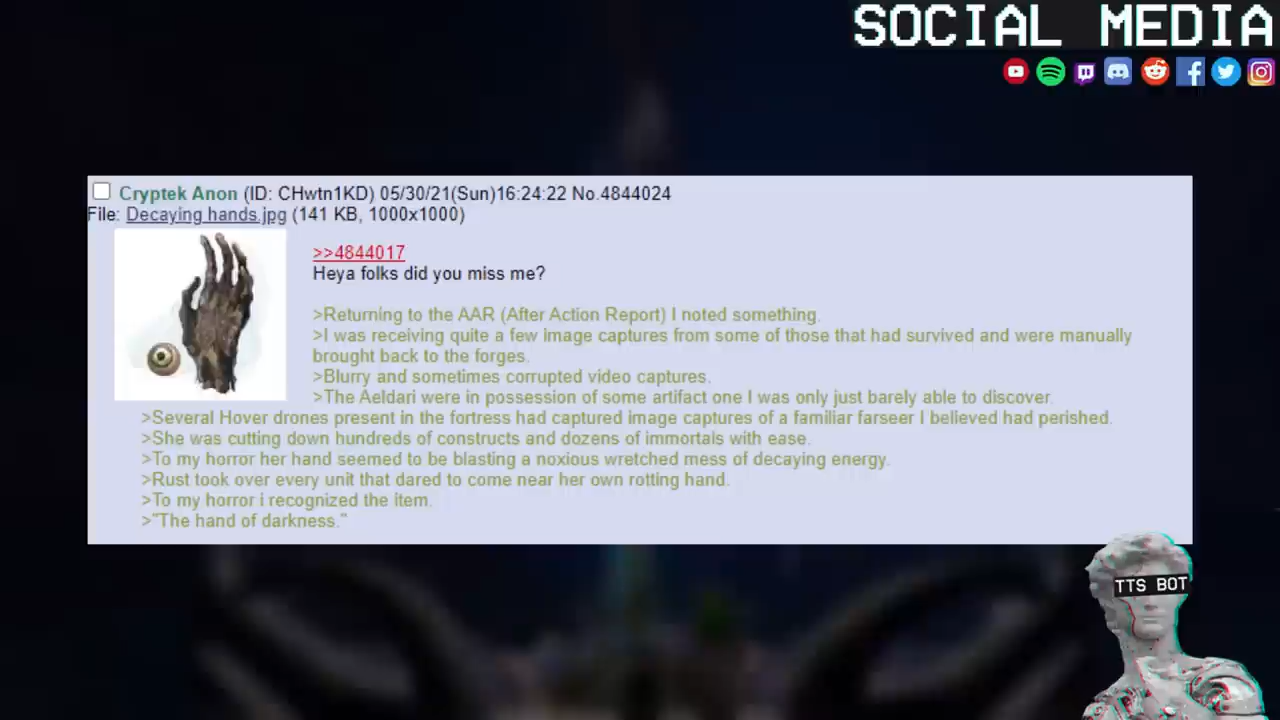 SOCIAL MEDIA
Cryptek Anon (ID: CHwtn1KD) 05/30/21(Sun)16:24:22 No.4844024
File: Decaying hands.jpg (141 KB, 1000x1000)
>>4844017
Heya folks did you miss me?
>Returning to the AAR (After Action Report) I noted something.
>I was receiving quite a few image captures from some of those that had survived and were manually
brought back to the forges.
>Blurry and sometimes corrupted video captures.
>The Aeldari were in possession of some artifact one I was only just barely able to discover.
>Several Hover drones present in the fortress had captured image captures of a familiar farseer I believed had perished.
>She was cutting down hundreds of constructs and dozens of immortals with ease.
>To my horror her hand seemed to be blasting a noxious wretched mess of decaying energy.
>Rust took over every unit that dared to come near her own rotting hand.
>To my horror i recognized the item.
>"The hand of darkness."
TTS BOT